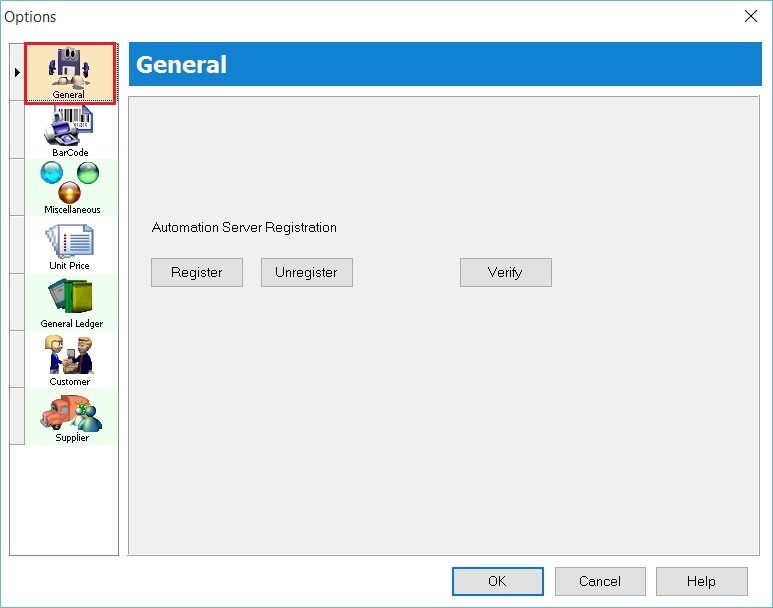 Options
General
BarCode
Miscellaneous
Unit Price
General Ledger
Customer
Supplier
General
Automation Server Registration
Register Unregister Verify
OK Cancel Help